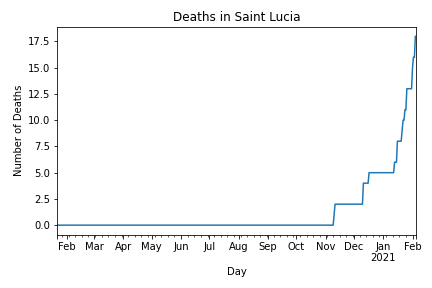 Deaths in Saint Lucia
Number of Deaths
17.5
15.0
12.5
10.0
7.5
5.0
2.5
0.0
Feb Mar Apr May Jun Jul Aug Sep Oct Nov Dec Jan Feb
2021
Day